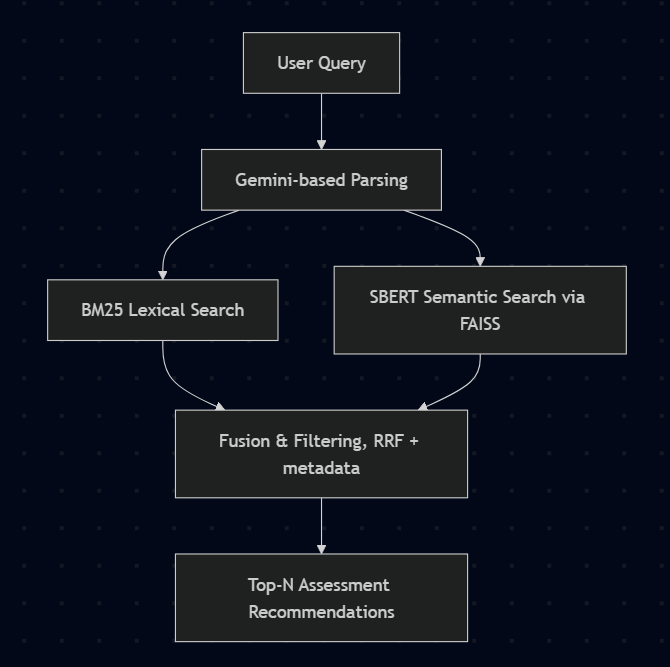 User Query
Gemini-based Parsing
BM25 Lexical Search
SBERT Semantic Search via
FAISS
Fusion & Filtering, RRF +
metadata
Top-N Assessment
Recommendations